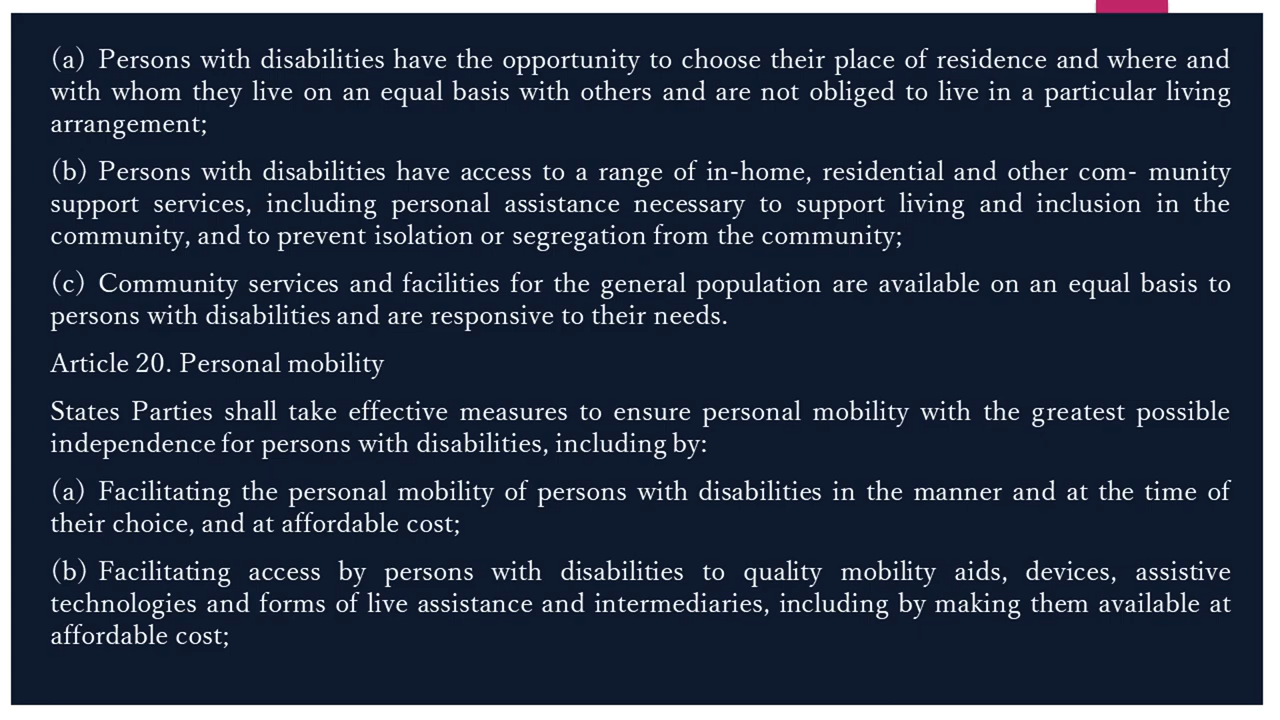 (a) Persons with disabilities have the opportunity to choose their place of residence and where and
with whom they live on an equal basis with others and are not obliged to live in a particular living
arrangement;
(b) Persons with disabilities have access to a range of in-home, residential and other com- munity
support services, including personal assistance necessary to support living and inclusion in the
community, and to prevent isolation or segregation from the community;
(c) Community services and facilities for the general population are available on an equal basis to
persons with disabilities and are responsive to their needs.
Article 20. Personal mobility
States Parties shall take effective measures to ensure personal mobility with the greatest possible
independence for persons with disabilities, including by:
(a) Facilitating the personal mobility of persons with disabilities in the manner and at the time of
their choice, and at affordable cost;
(b) Facilitating access by persons with disabilities to quality mobility aids, devices, assistive
technologies and forms of live assistance and intermediaries, including by making them available at
affordable cost;